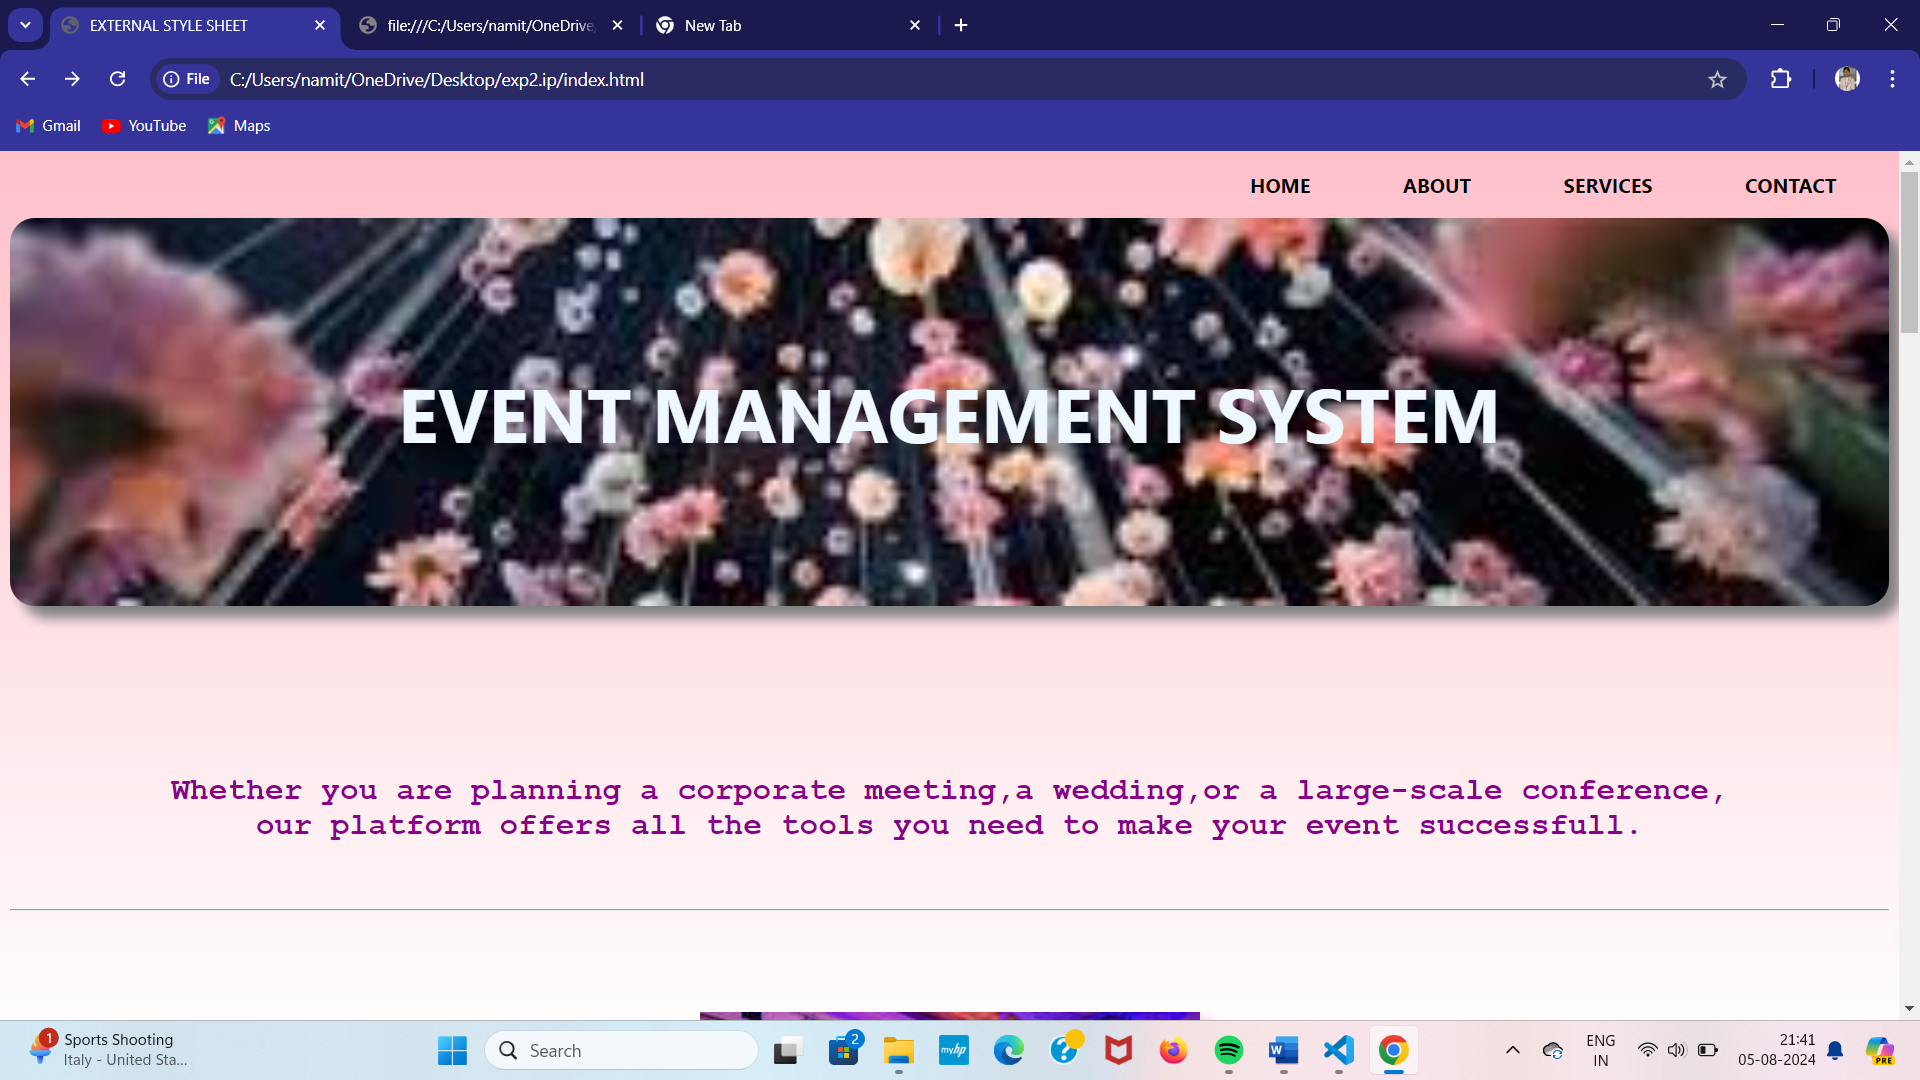 EXTERNAL STYLE SHEET
file:///C:/Users/namit/OneDrive
New Tab
File C:/Users/namit/OneDrive/Desktop/exp2.ip/index.html
Gmail YouTube Maps
HOME ABOUT SERVICES CONTACT
EVENT MANAGEMENT SYSTEM
Whether you are planning a corporate meeting,a wedding,or a large-scale conference,
our platform offers all the tools you need to make your event successfull.
1
Sports Shooting
Italy - United Sta...
Search
2
myhp
W
ENG
IN
21:41
05-08-2024
PRE